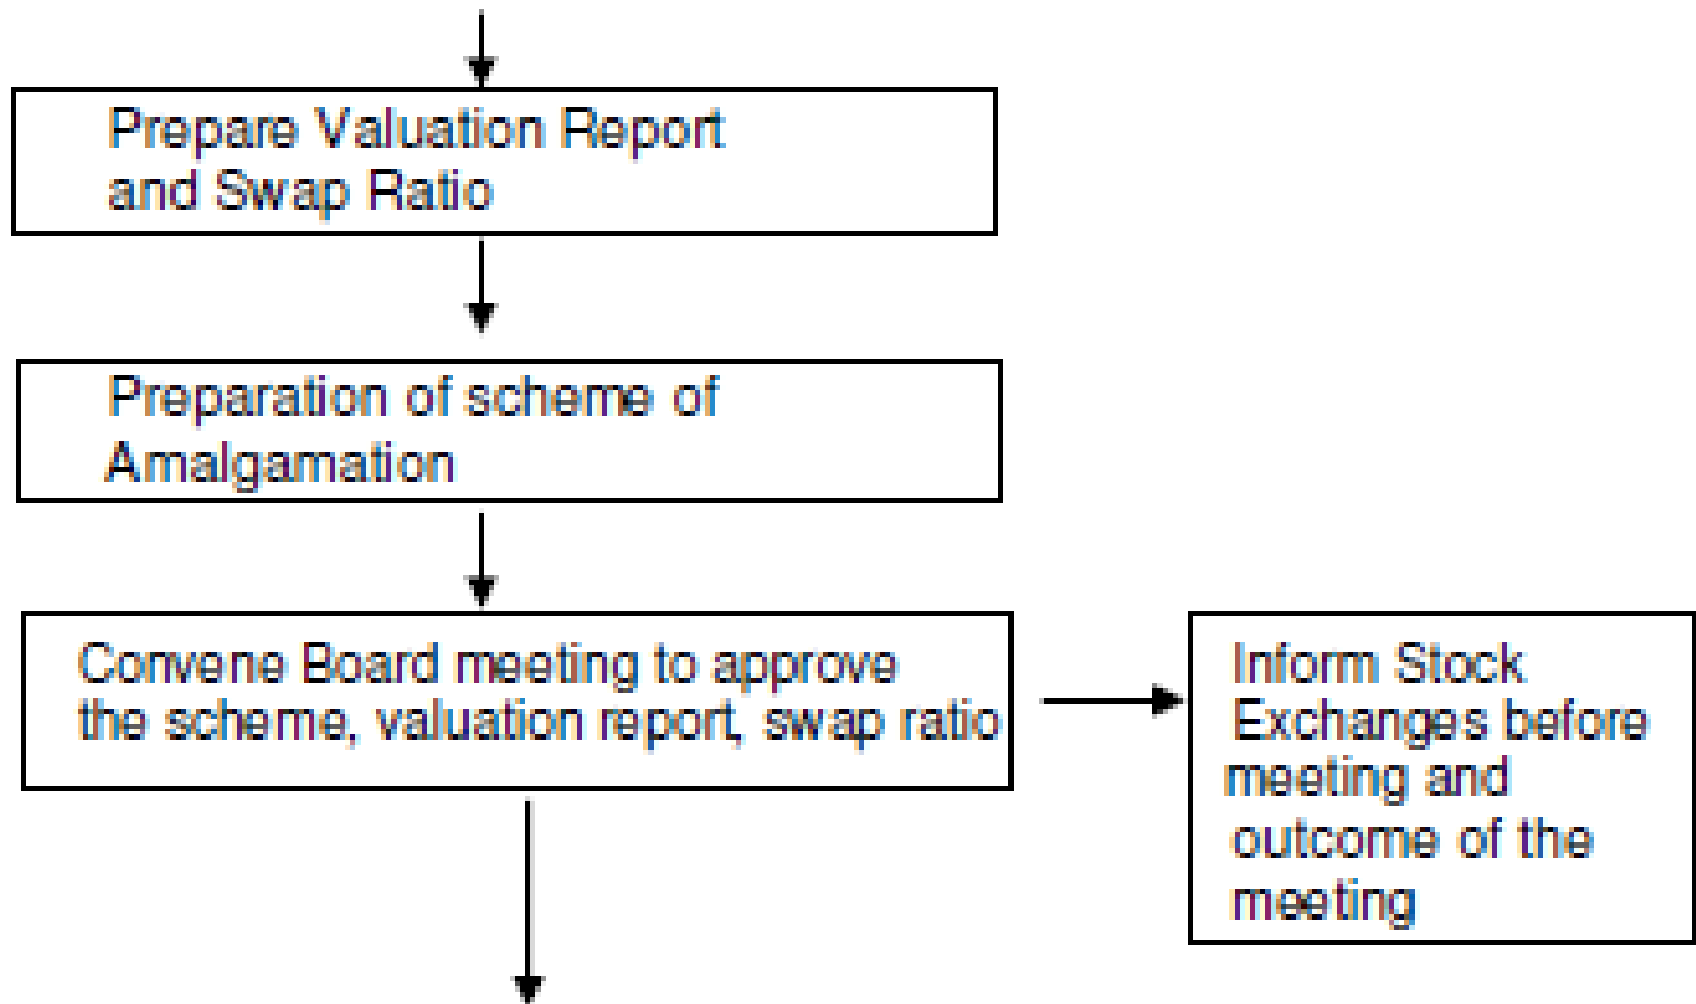 Prepare Valuation Report
and Swap Ratio
Preparation of scheme of
Amalgamation
Convene Board meeting to approve
the scheme, valuation report, swap ratio
Inform Stock
Exchanges before
meeting and
outcome of the
meeting